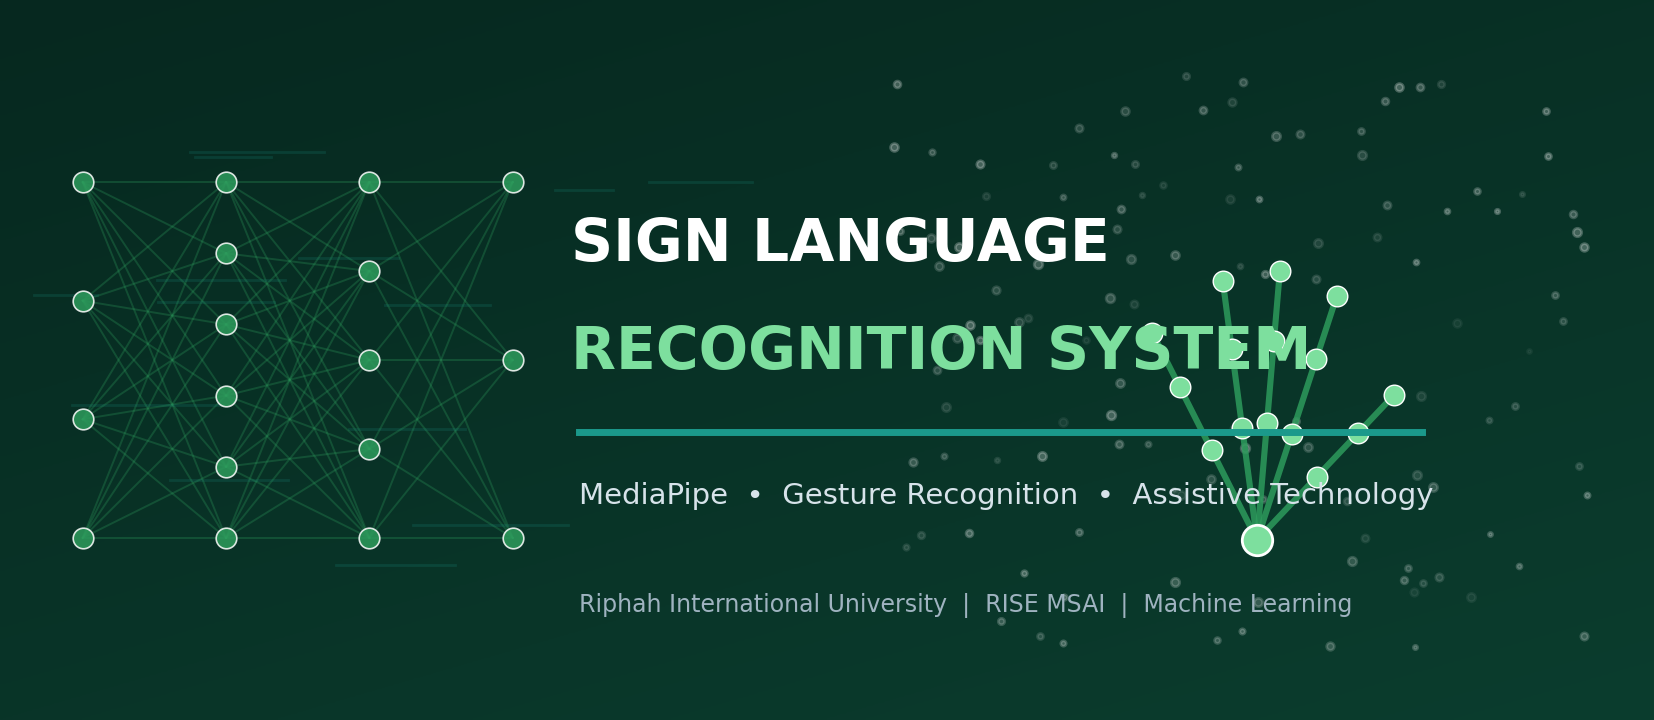 SIGN LANGUAGE
RECOGNITION SYSTEM
MediaPipe • Gesture Recognition • Assistive Technology
Riphah International University | RISE MSAI | Machine Learning